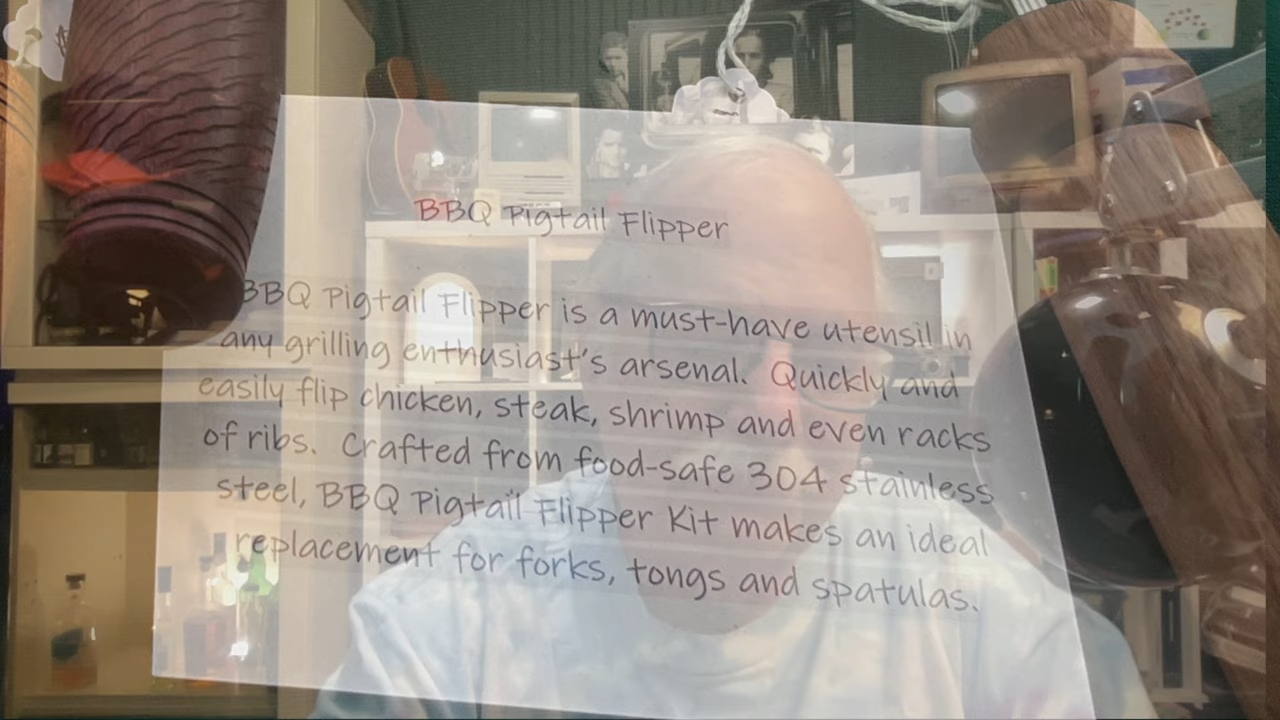 BBQ Pigtail Flipper
BBQ Pigtail Flipper is a must-have utensil in
any grilling enthusiast's arsenal. Quickly and
easily flip chicken, steak, shrimp and even racks
of ribs. Crafted from food-safe 304 stainless
steel, BBQ Pigtail Flipper Kit makes an ideal
replacement for forks, tongs and spatulas.